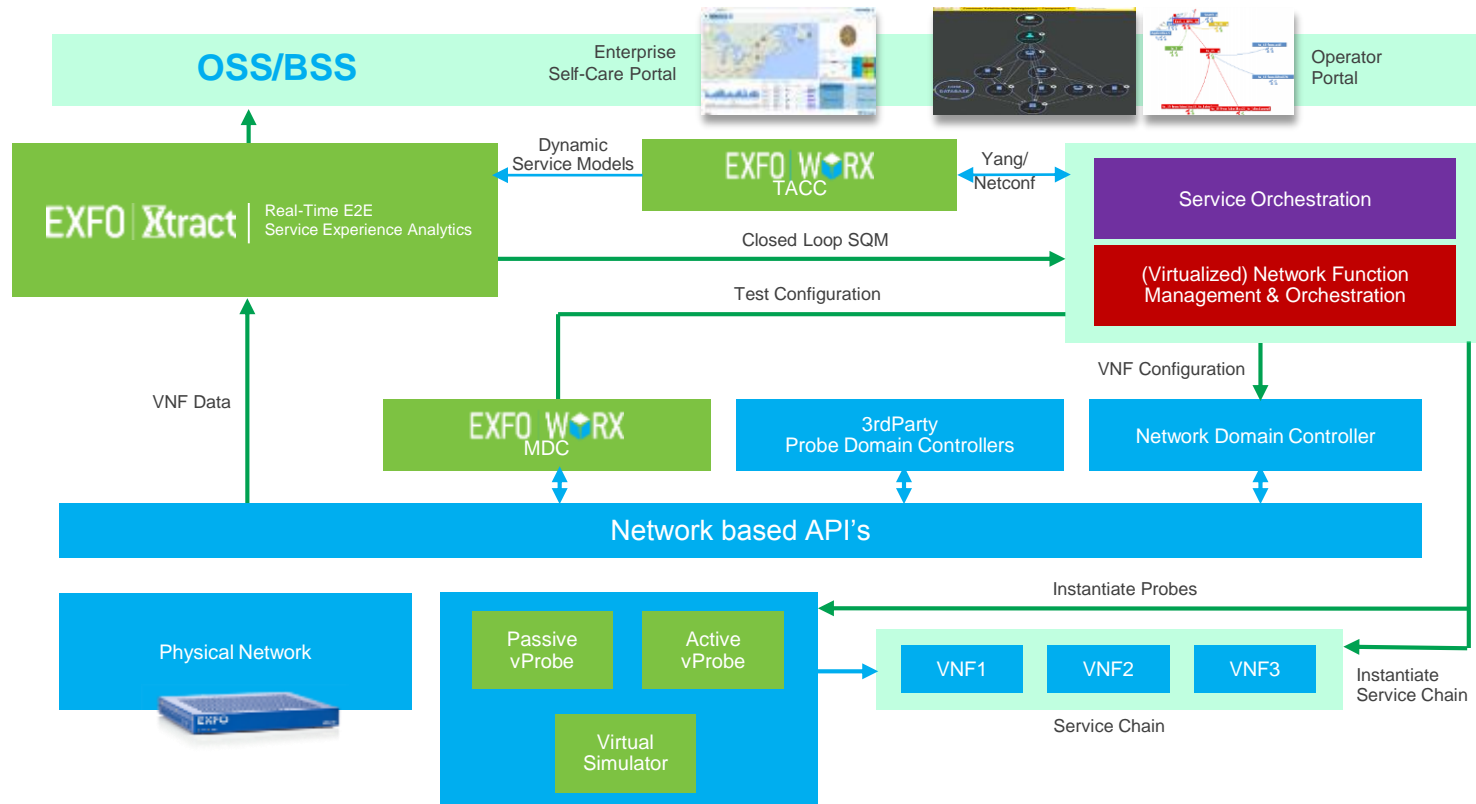 OSS/BSS
Enterprise
Self-Care Portal
DATABASE
Operator
Portal
Dynamic
Service Models
EXFO WORX
TACC
Yang/
Netconf
Service Orchestration
EXFO Xtract
Real-Time E2E
Service Experience Analytics
Closed Loop SQM
(Virtualized) Network Function
Management & Orchestration
Test Configuration
VNF Configuration
VNF Data
EXFO WORX
MDC
3rdParty
Probe Domain Controllers
Network Domain Controller
Network based API's
Instantiate Probes
Physical Network
EXFO
Passive
vProbe
Active
vProbe
VNF1
VNF2
VNF3
Instantiate
Service Chain
Service Chain
Virtual
Simulator